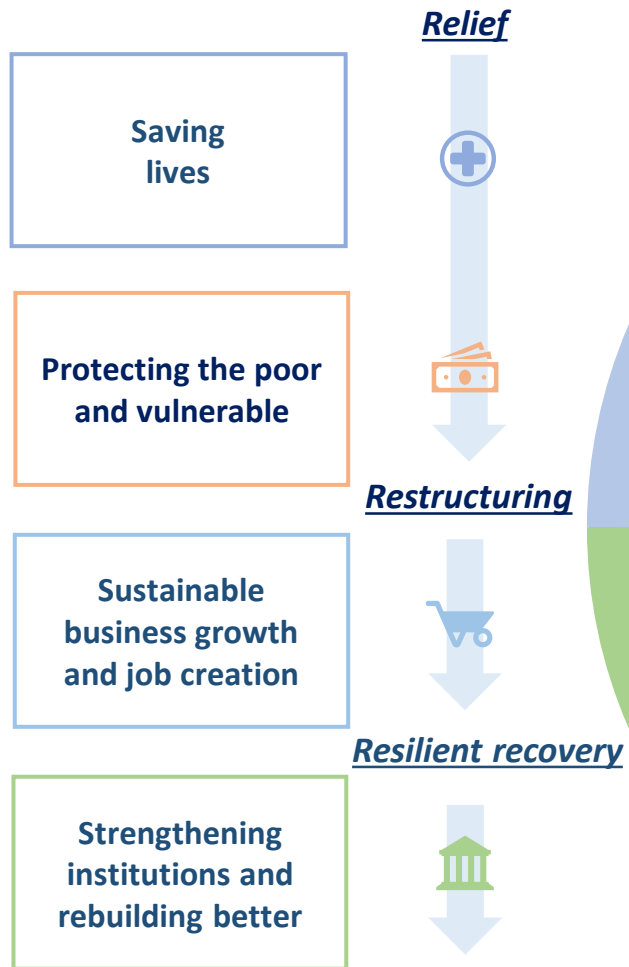 Relief
Saving
lives
Protecting the poor
and vulnerable
Restructuring
Sustainable
business growth
and job creation
Resilient recovery
Strengthening
institutions and
rebuilding better